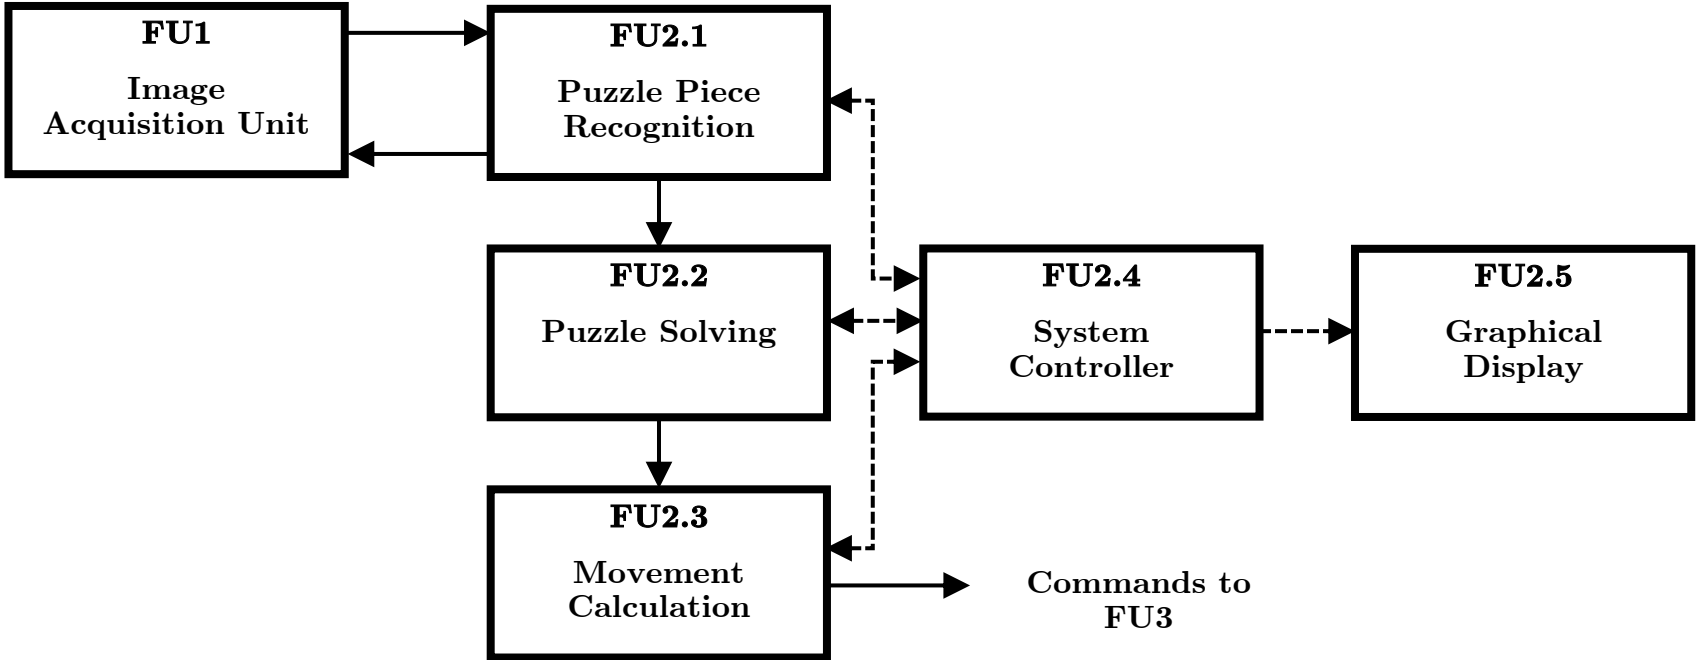 FU1
Image
Acquisition Unit
FU2.1
Puzzle Piece
Recognition
FU2.2
Puzzle Solving
FU2.4
System
Controller
FU2.5
Graphical
Display
FU2.3
Movement
Calculation
Commands to
FU3